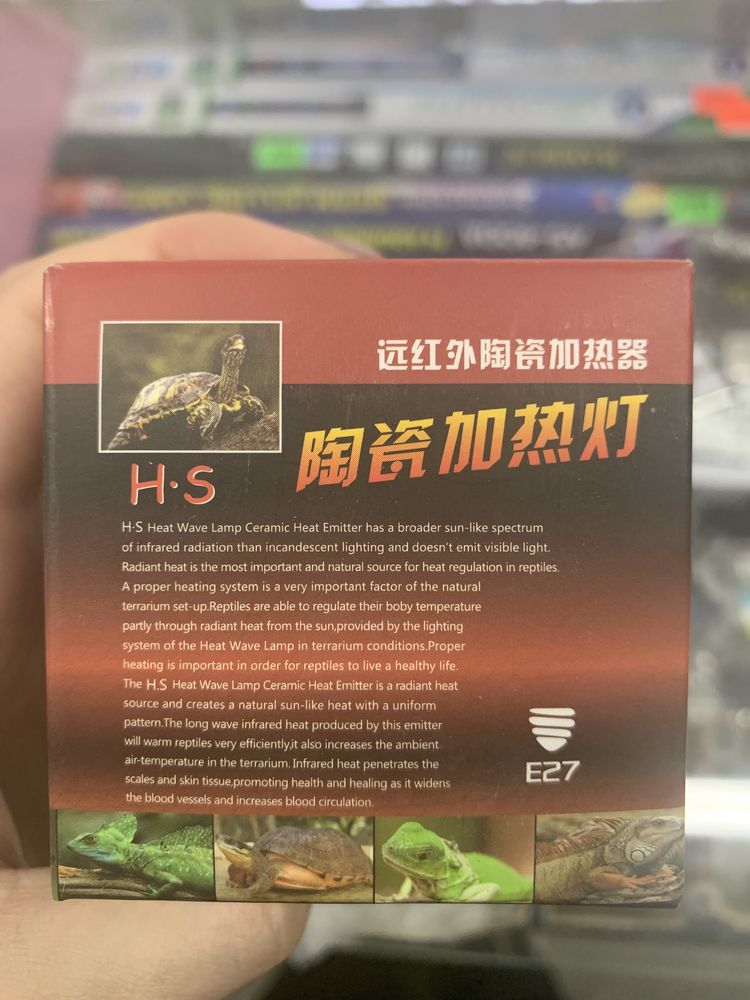 远红外陶瓷加热器
陶瓷加热灯
H·S
H·S Heat Wave Lamp Ceramic Heat Emitter has a broader sun-like spectrum
of infrared radiation than incandescent lighting and doesn't emit visible light.
Radiant heat is the most important and natural source for heat regulation in reptiles.
A proper heating system is a very important factor of the natural
terrarium set-up.Reptiles are able to regulate their boby temperature
partly through radiant heat from the sun,provided by the lighting
system of the Heat Wave Lamp in terrarium conditions.Proper
heating is important in order for reptiles to live a healthy life.
The H.S Heat Wave Lamp Ceramic Heat Emitter is a radiant heat
source and creates a natural sun-like heat with a uniform
pattern.The long wave infrared heat produced by this emitter
will warm reptiles very efficiently,it also increases the ambient
air-temperature in the terrarium. Infrared heat penetrates the
scales and skin tissue,promoting health and healing as it widens
the blood vessels and increases blood circulation.
E27